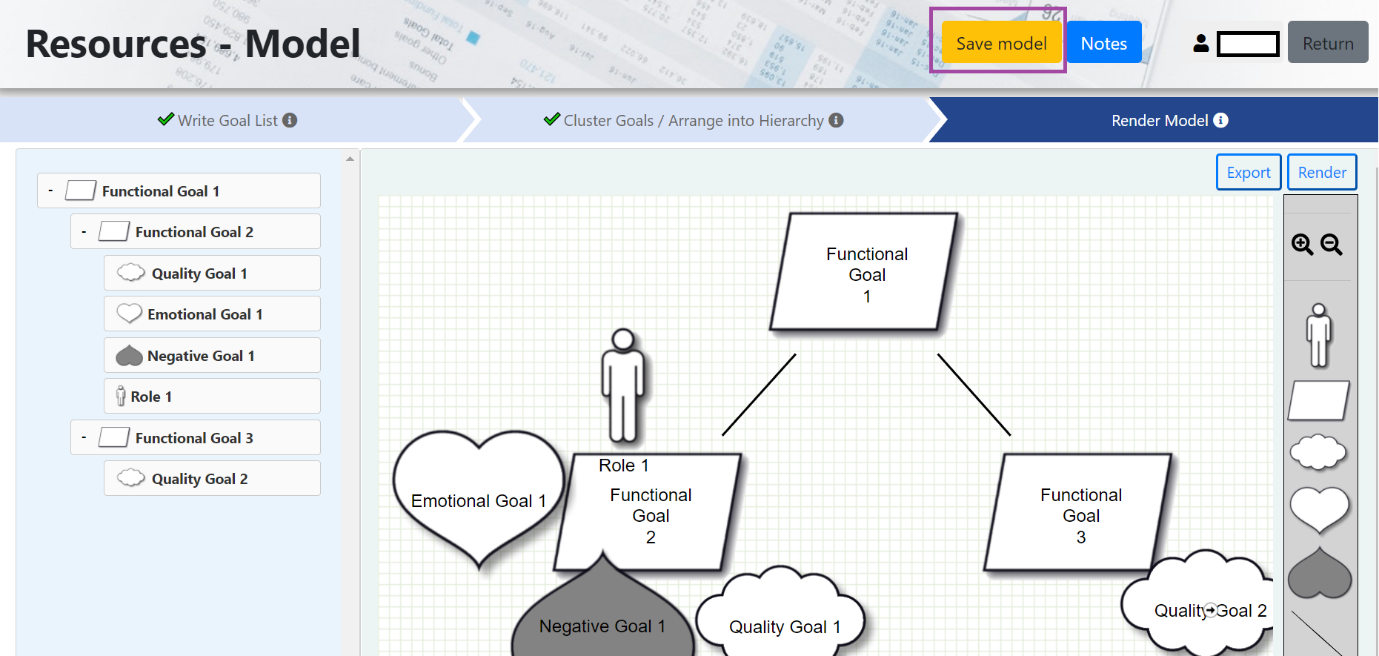 Resources - Model
Save model
Notes
Return
Write Goal List
Cluster Goals / Arrange into Hierarchy
Render Model
Export
Render
- Functional Goal 1
- Functional Goal 2
Quality Goal 1
Emotional Goal 1
Negative Goal 1
Role 1
- Functional Goal 3
Quality Goal 2
Functional
Goal
1
Role 1
Emotional Goal 1
Functional
Goal
2
Functional
Goal
3
Negative Goal 1
Quality Goal 1
Quality Goal 2